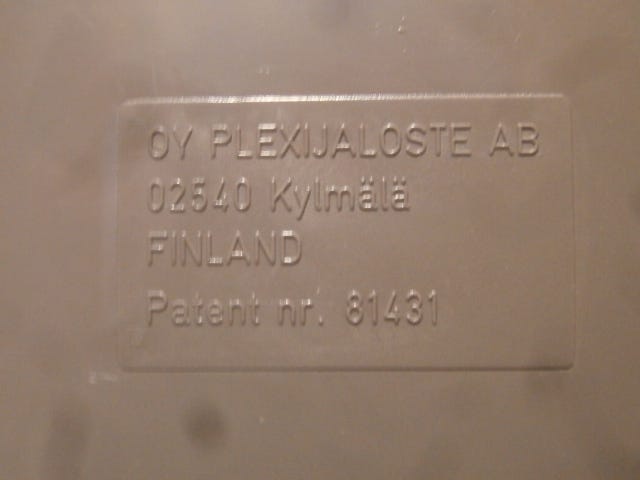 OY PLEXIJALOSTE AB
02540 Kylmälä
FINLAND
Patent nr. 81431